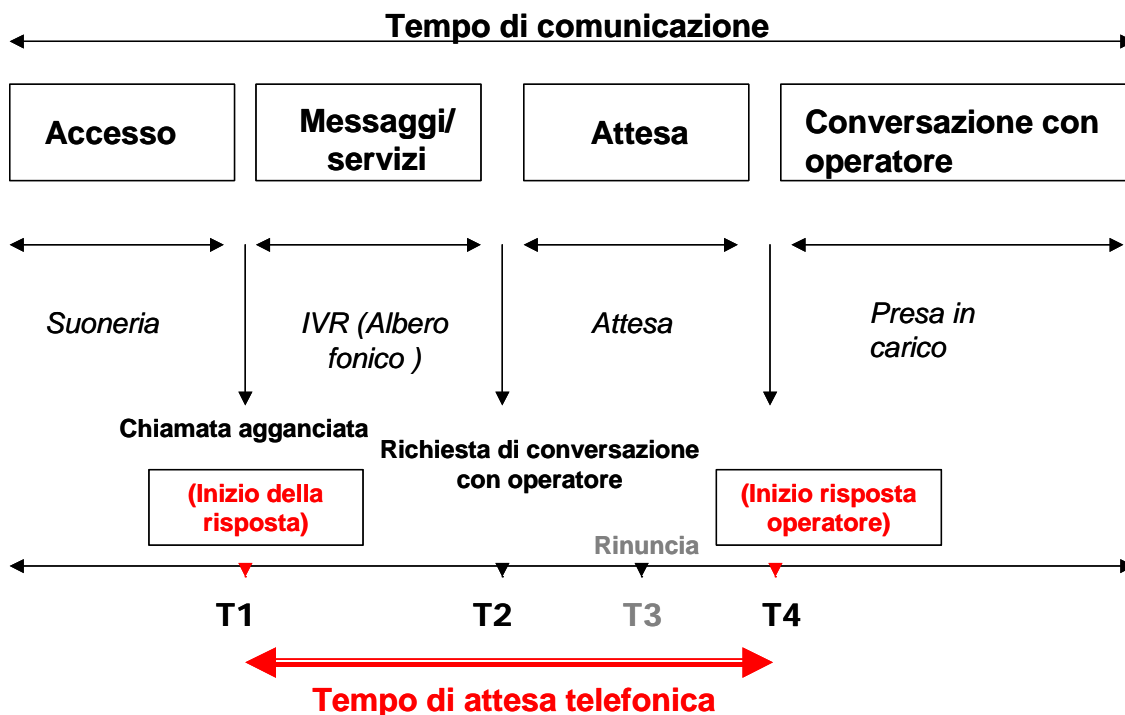 Tempo di comunicazione
Accesso
Messaggi/
servizi
Attesa
Conversazione con
operatore
Suoneria
IVR (Albero
fonico )
Attesa
Presa in
carico
Chiamata agganciata
Richiesta di conversazione
con operatore
(Inizio della
risposta)
(Inizio risposta
operatore)
Rinuncia
T1
T2
T3
T4
Tempo di attesa telefonica